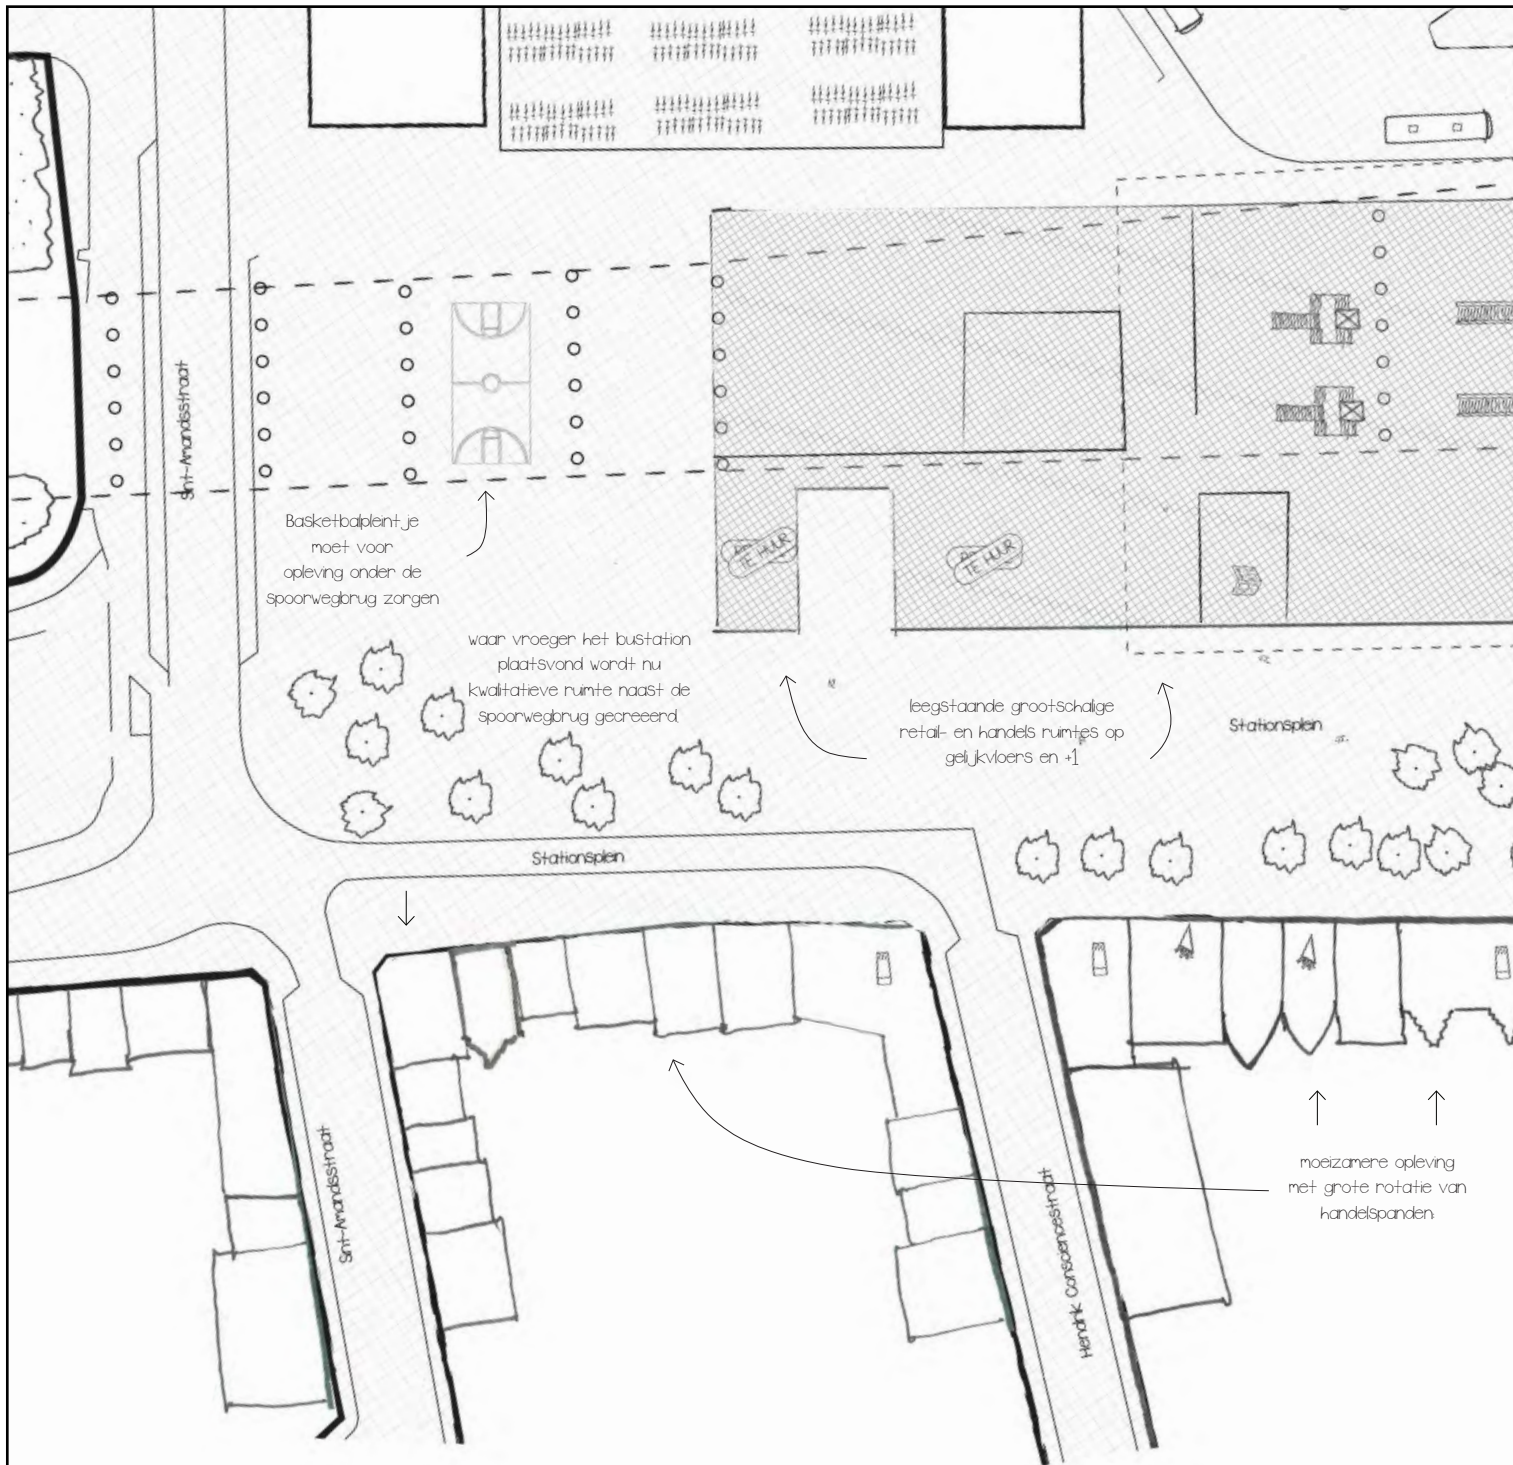 Sint-Amandsstraat
Basketbalpleintje
moet voor
opleving onder de
spoorwegbrug zorgen
TE HUUR
TE HUUR
waar vroeger het bustation
plaatsvond wordt nu
kwalitatieve ruimte naast de
spoorwegbrug gecreeerd.
leegstaande grootschalige
retail- en handels ruimtes op
gelijkvloers en +1
Stationsplein
Stationsplein
Sint-Amandsstraat
Hendrik Consciencestraat
moeizamere opleving
met grote rotatie van
handelspanden